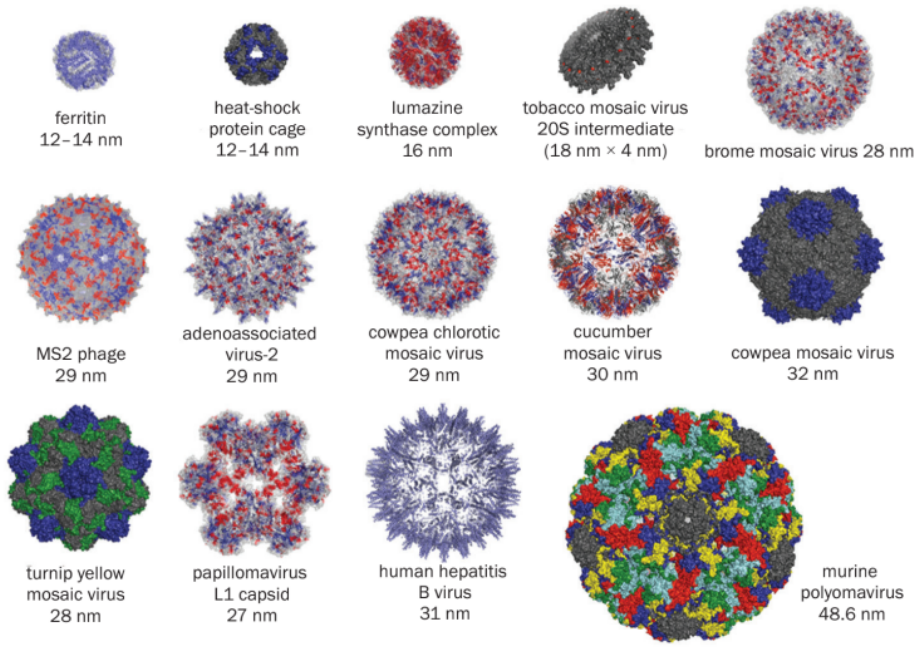 ferritin
12–14 nm
heat-shock
protein cage
12–14 nm
lumazine
synthase complex
16 nm
tobacco mosaic virus
20S intermediate
(18 nm × 4 nm)
brome mosaic virus 28 nm
MS2 phage
29 nm
adenoassociated
virus-2
29 nm
cowpea chlorotic
mosaic virus
29 nm
cucumber
mosaic virus
30 nm
cowpea mosaic virus
32 nm
turnip yellow
mosaic virus
28 nm
papillomavirus
L1 capsid
27 nm
human hepatitis
B virus
31 nm
murine
polyomavirus
48.6 nm